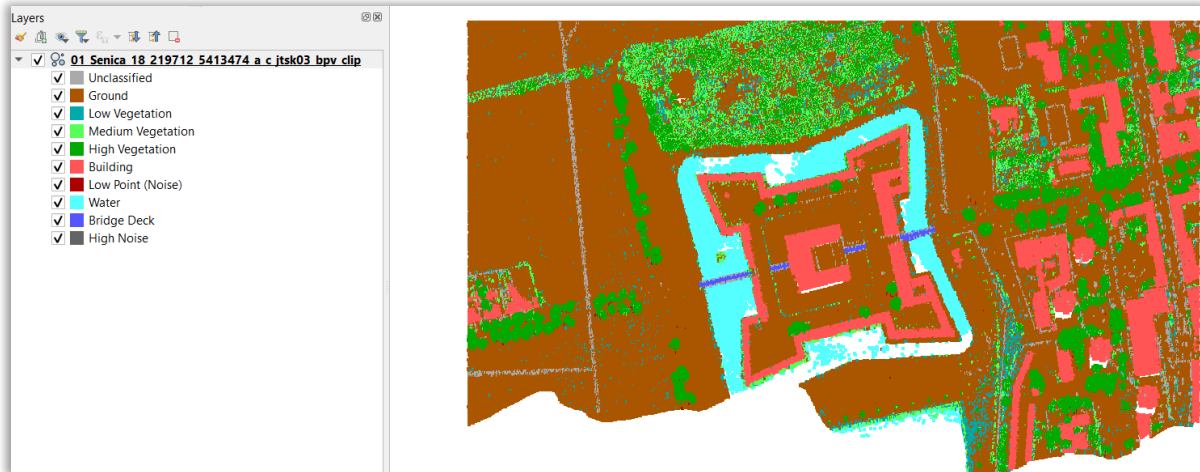 Layers
01_Senica_18_219712_5413474_a_c_jtsk03_bpv_clip
Unclassified
Ground
Low Vegetation
Medium Vegetation
High Vegetation
Building
Low Point (Noise)
Water
Bridge Deck
High Noise